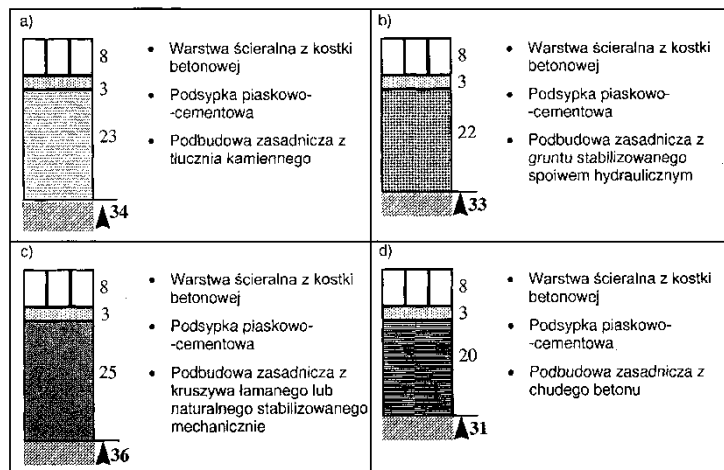 a)
8
3
23
34
• Warstwa ścieralna z kostki
betonowej
• Podsypka piaskowo-
-cementowa
• Podbudowa zasadnicza z
tłucznia kamiennego
b)
8
3
22
33
• Warstwa ścieralna z kostki
betonowej
• Podsypka piaskowo-
-cementowa
• Podbudowa zasadnicza z
gruntu stabilizowanego
spoiwem hydraulicznym
c)
8
3
25
36
• Warstwa ścieralna z kostki
betonowej
• Podsypka piaskowo-
-cementowa
• Podbudowa zasadnicza z
kruszywa łamanego lub
naturalnego stabilizowanego
mechanicznie
d)
8
3
20
31
• Warstwa ścieralna z kostki
betonowej
• Podsypka piaskowo-
-cementowa
• Podbudowa zasadnicza z
chudego betonu